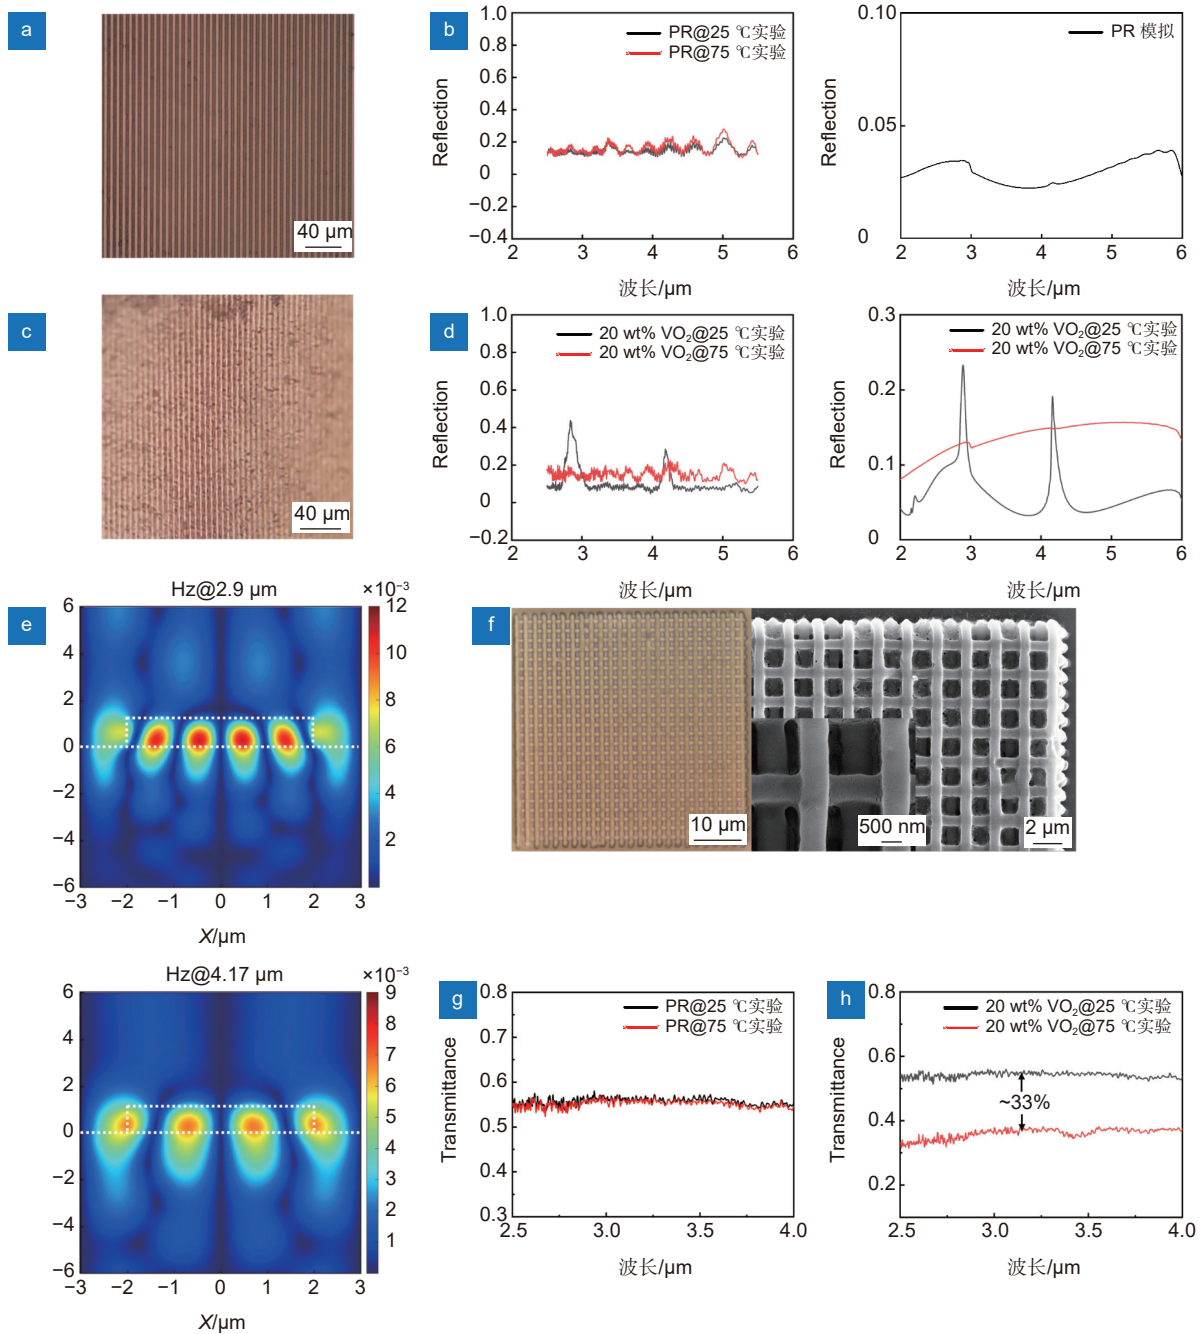 a
40 μm
b
PR@25 ℃实验
PR@75 ℃实验
1.0
0.8
0.6
0.4
0.2
0
−0.2
−0.4
Reflection
2 3 4 5 6
波长/μm
PR 模拟
0.10
0.05
0
Reflection
2 3 4 5 6
波长/μm
c
40 μm
d
20 wt% VO₂@25 ℃实验
20 wt% VO₂@75 ℃实验
1.0
0.8
0.6
0.4
0.2
0
−0.2
Reflection
2 3 4 5 6
波长/μm
20 wt% VO₂@25 ℃实验
20 wt% VO₂@75 ℃实验
0.3
0.2
0.1
0
Reflection
2 3 4 5 6
波长/μm
e
Hz@2.9 μm
×10⁻³
6
4
2
0
−2
−4
−6
−3 −2 −1 0 1 2 3
X/μm
12
10
8
6
4
2
f
10 μm
500 nm
2 μm
Hz@4.17 μm
×10⁻³
6
4
2
0
−2
−4
−6
−3 −2 −1 0 1 2 3
X/μm
9
8
7
6
5
4
3
2
1
g
PR@25 ℃实验
PR@75 ℃实验
0.8
0.7
0.6
0.5
0.4
0.3
Transmittance
2.5 3.0 3.5 4.0
波长/μm
h
20 wt% VO₂@25 ℃实验
20 wt% VO₂@75 ℃实验
~33%
0.8
0.6
0.4
0.2
Transmittance
2.5 3.0 3.5 4.0
波长/μm